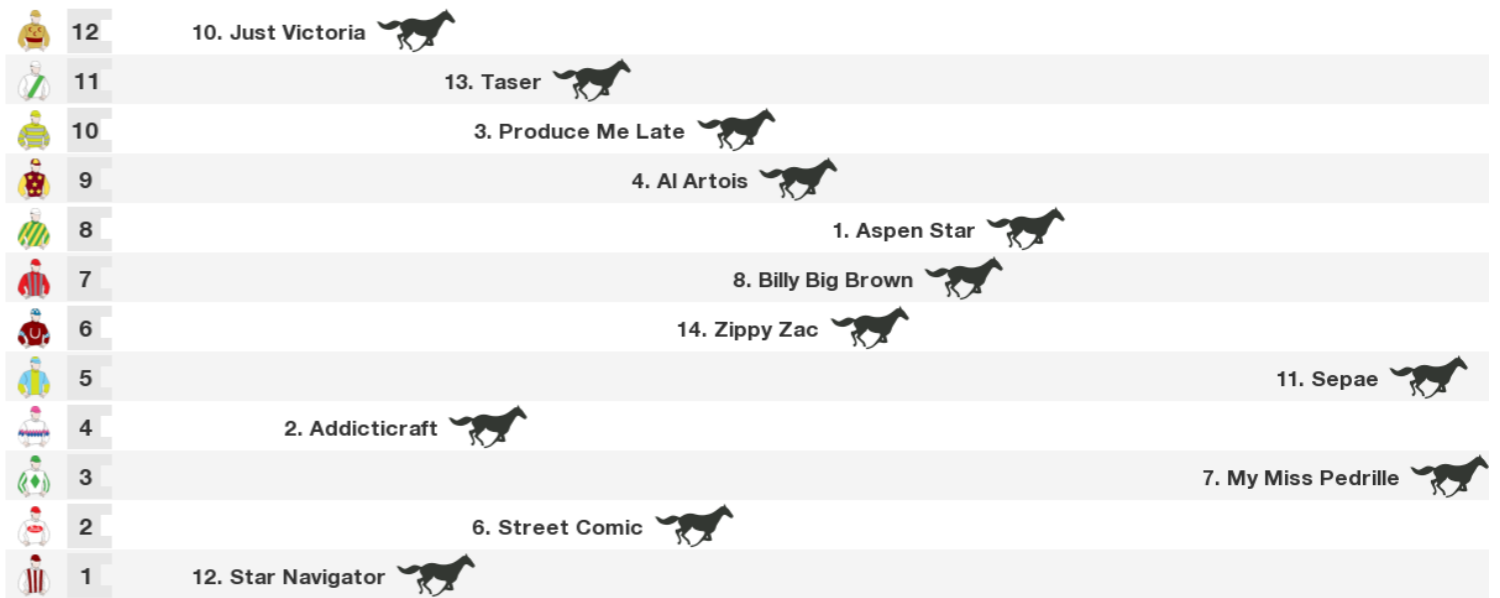 12 10. Just Victoria
11 13. Taser
10 3. Produce Me Late
9 4. Al Artois
8 1. Aspen Star
7 8. Billy Big Brown
6 14. Zippy Zac
5 11. Sepae
4 2. Addicticraft
3 7. My Miss Pedrille
2 6. Street Comic
1 12. Star Navigator